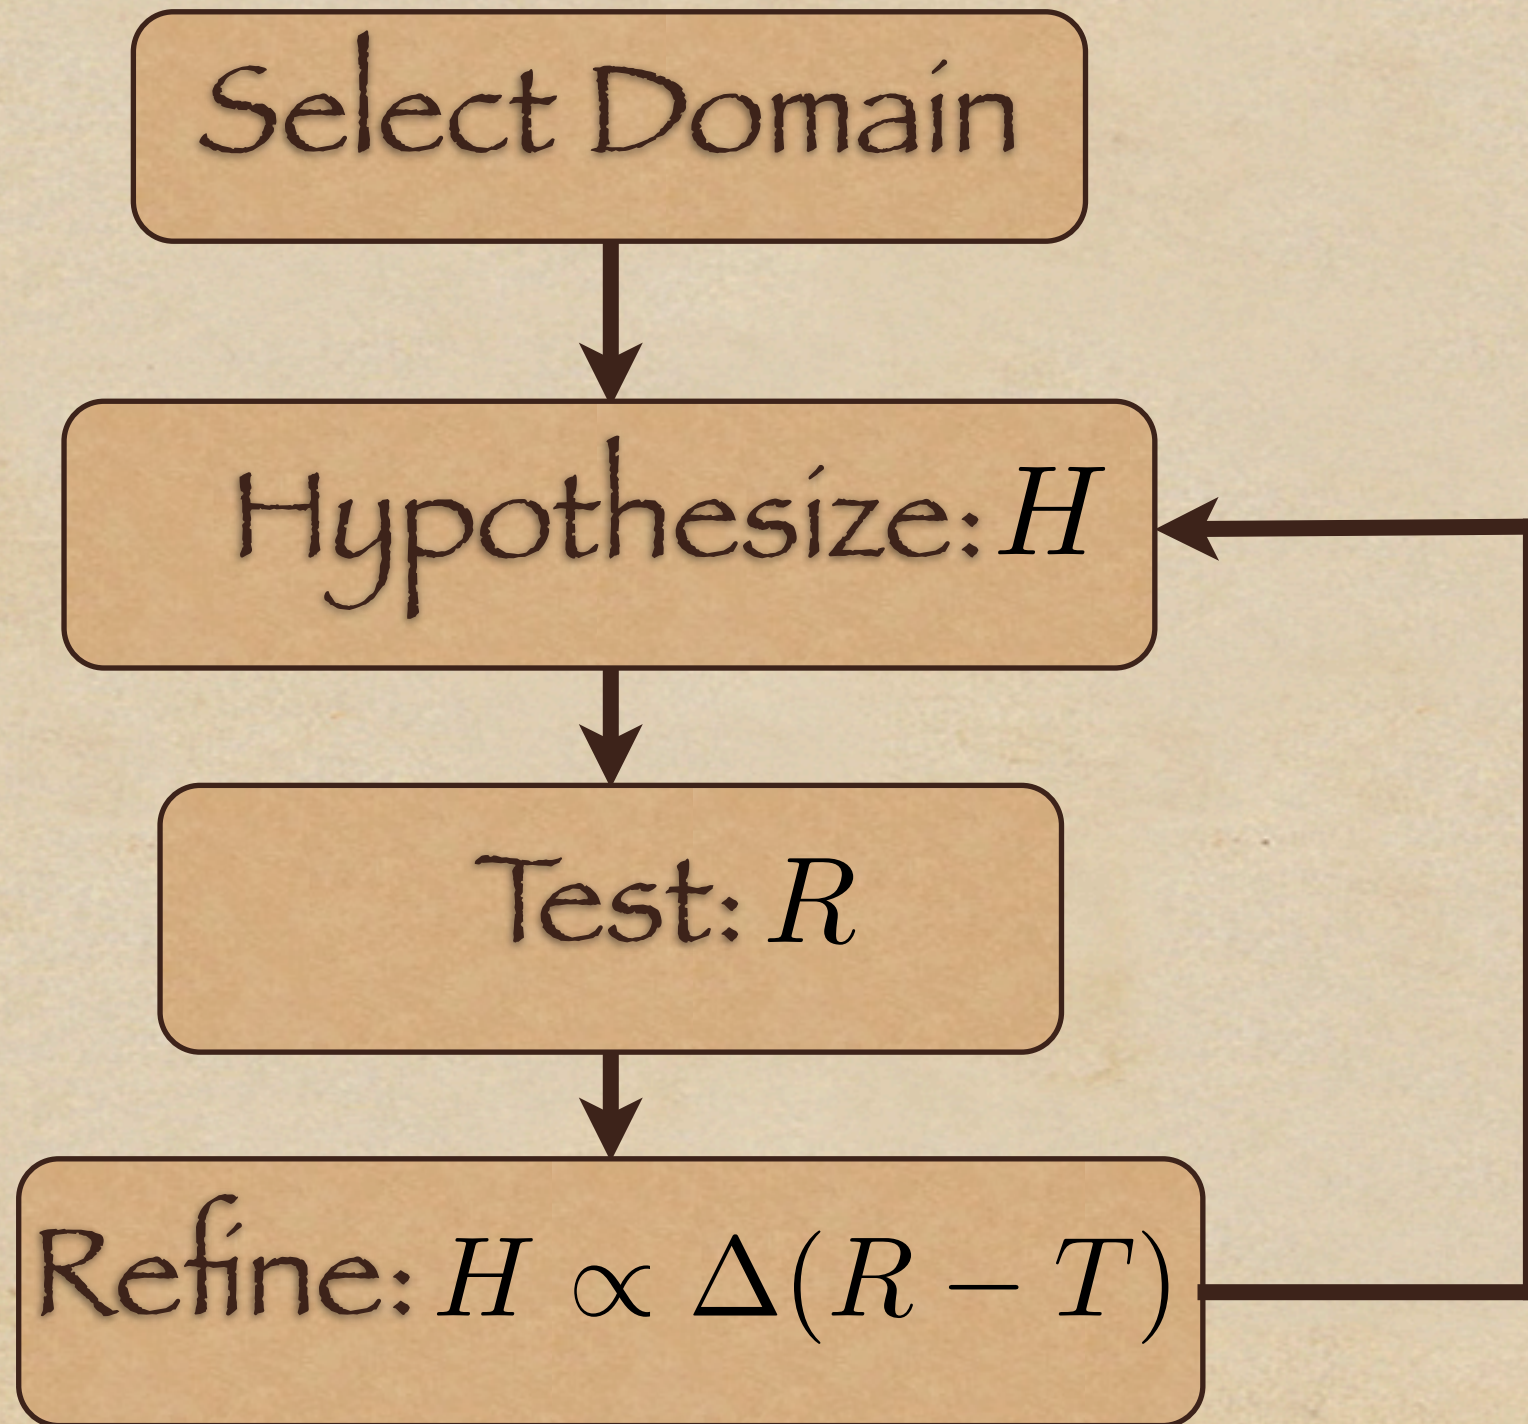 Select Domain
Hypothesize: H
Test: R
Refine: H ∝ Δ(R − T)